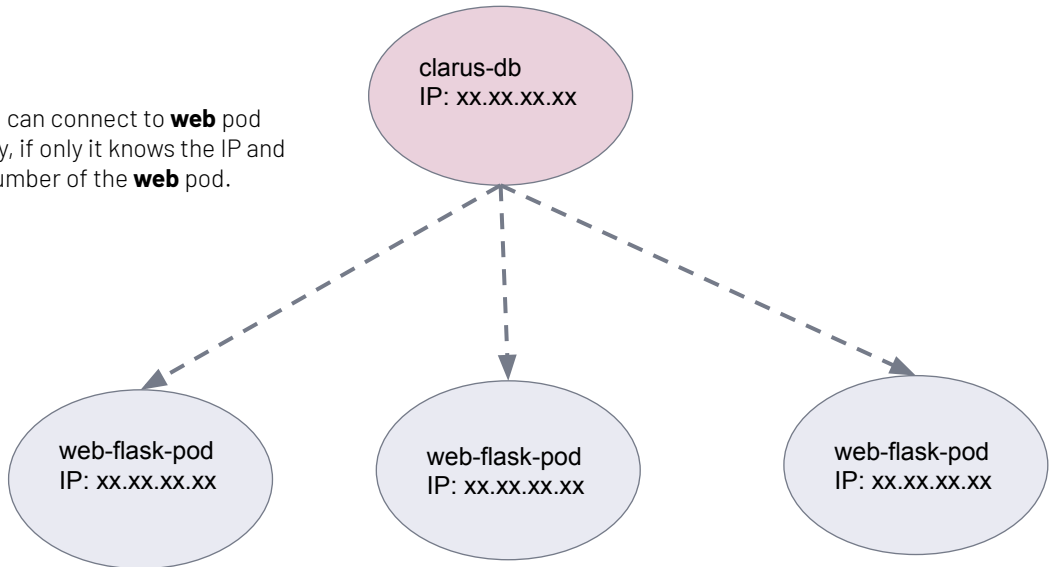 clarus-db
IP: xx.xx.xx.xx
can connect to web pod
if only it knows the IP and
of the web pod.
web-flask-pod
IP: xx.xx.xx.xx
web-flask-pod
IP: xx.xx.xx.xx
web-flask-pod
IP: xx.xx.xx.xx